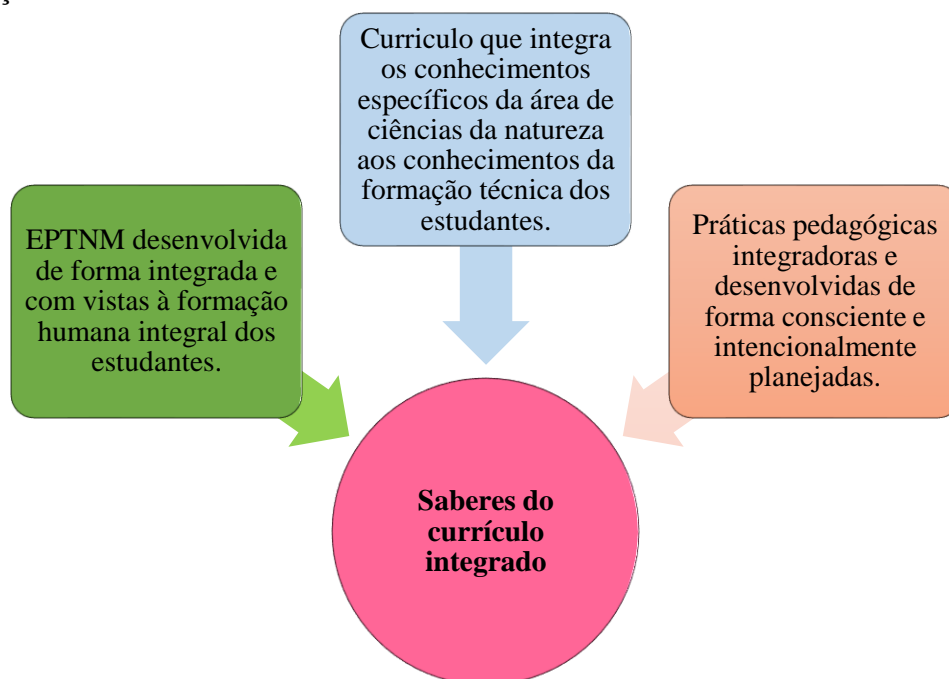 Curriculo que integra
os conhecimentos
específicos da área de
ciências da natureza
aos conhecimentos da
formação técnica dos
estudantes.
EPTNM desenvolvida
de forma integrada e
com vistas à formação
humana integral dos
estudantes.
Práticas pedagógicas
integradoras e
desenvolvidas de
forma consciente e
intencionalmente
planejadas.
Saberes do
currículo
integrado